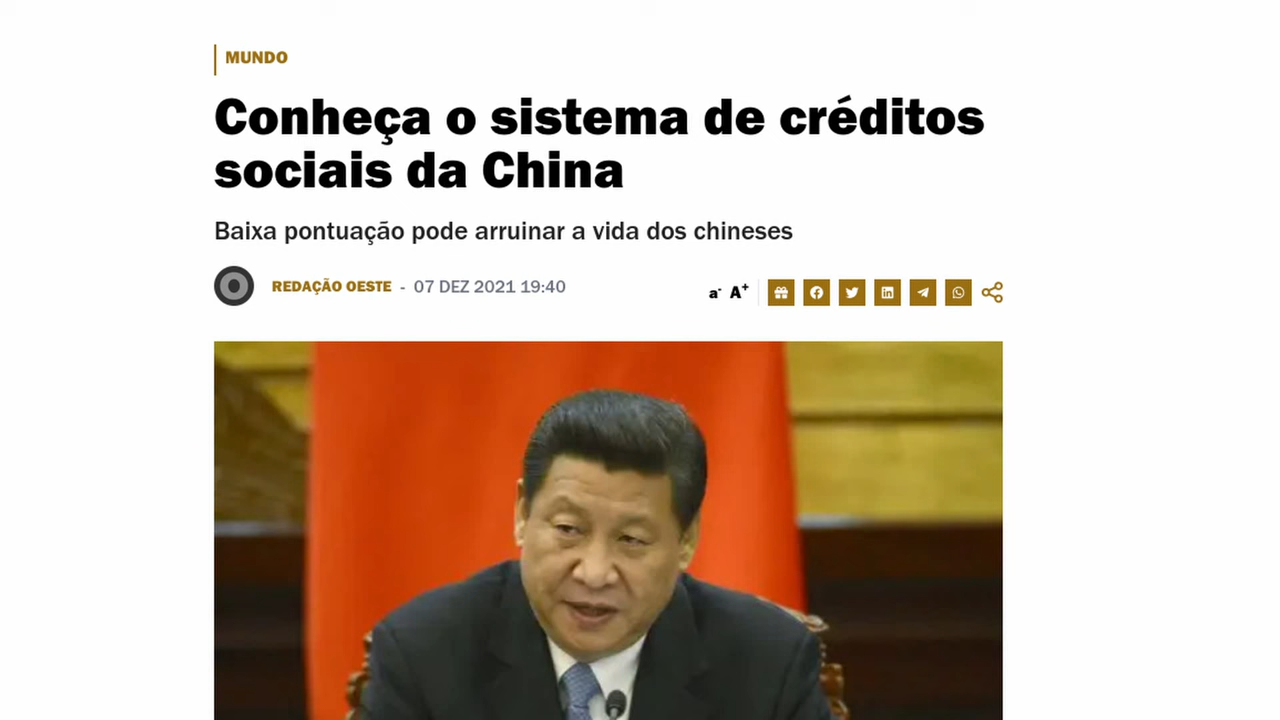 MUNDO
Conheça o sistema de créditos
sociais da China
Baixa pontuação pode arruinar a vida dos chineses
REDAÇÃO OESTE - 07 DEZ 2021 19:40
a- A+